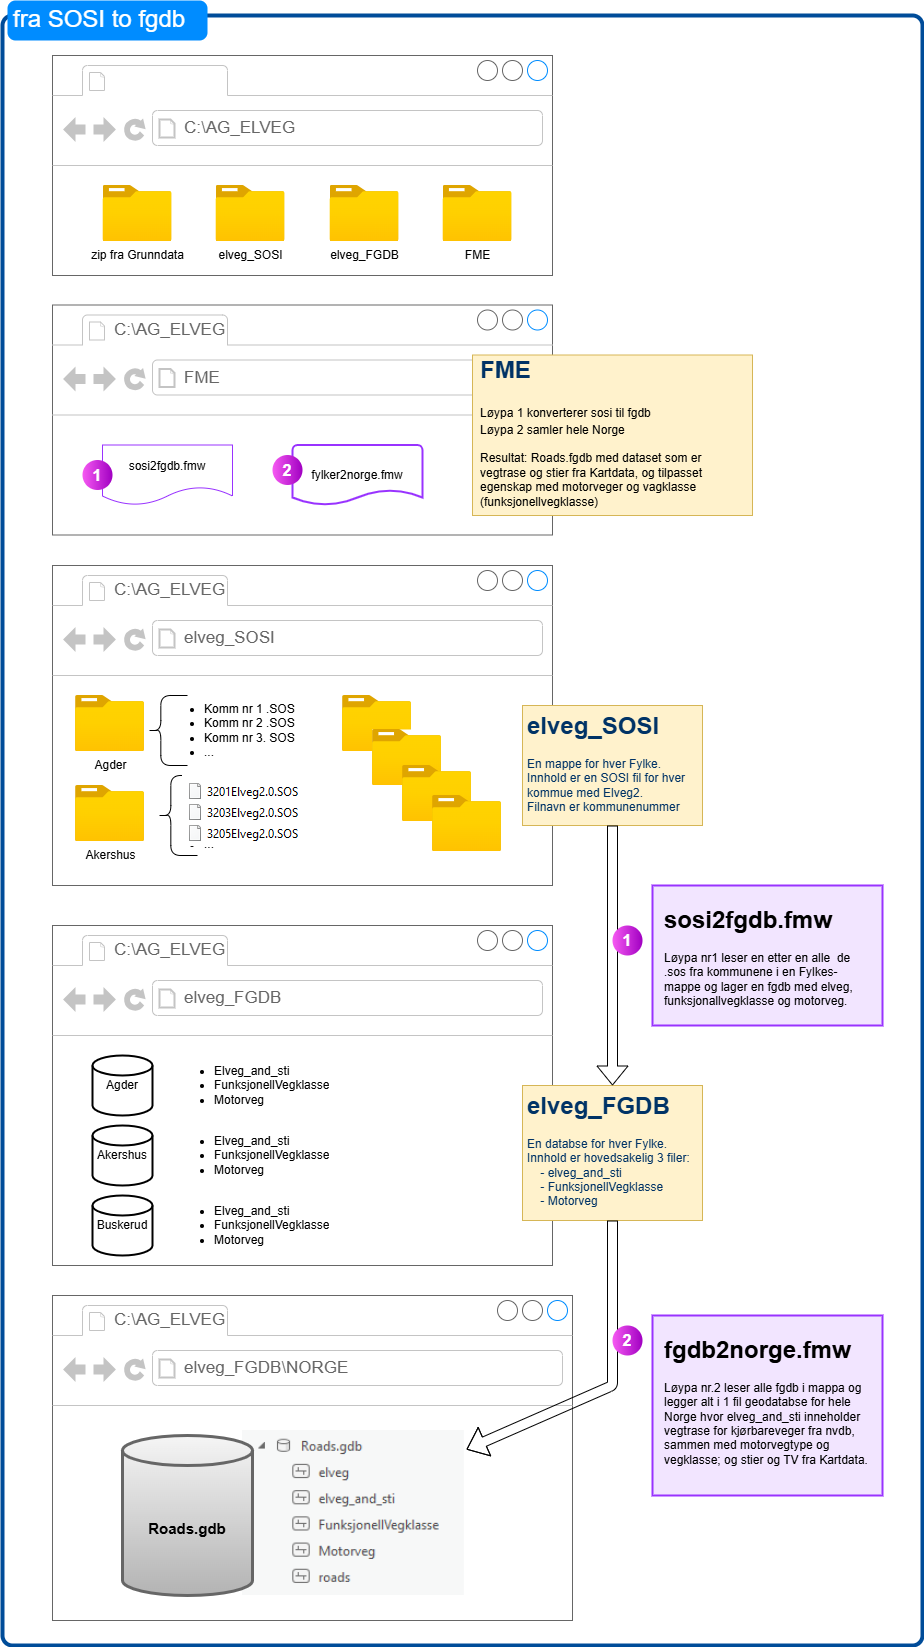 fra SOSI to fgdb
C:\AG_ELVEG
zip fra Grunndata
elveg_SOSI
elveg_FGDB
FME
C:\AG_ELVEG
FME
1
sosi2fgdb.fmw
2
fylker2norge.fmw
FME
Løypa 1 konverterer sosi til fgdb
Løypa 2 samler hele Norge
Resultat: Roads.fgdb med dataset som er
vegtrase og stier fra Kartdata, og tilpasset
egenskap med motorveger og vagklasse
(funksjonellvegklasse)
C:\AG_ELVEG
elveg_SOSI
Agder
• Komm nr 1 .SOS
• Komm nr 2 .SOS
• Komm nr 3. SOS
• ...
Akershus
3201Elveg2.0.SOS
3203Elveg2.0.SOS
3205Elveg2.0.SOS
- ...
elveg_SOSI
En mappe for hver Fylke.
Innhold er en SOSI fil for hver
kommue med Elveg2.
Filnavn er kommunenummer
1
sosi2fgdb.fmw
Løypa nr1 leser en etter en alle  de
.sos fra kommunene i en Fylkes-
mappe og lager en fgdb med elveg,
funksjonallvegklasse og motorveg.
C:\AG_ELVEG
elveg_FGDB
Agder
• Elveg_and_sti
• FunksjonellVegklasse
• Motorveg
Akershus
• Elveg_and_sti
• FunksjonellVegklasse
• Motorveg
Buskerud
• Elveg_and_sti
• FunksjonellVegklasse
• Motorveg
elveg_FGDB
En databse for hver Fylke.
Innhold er hovedsakelig 3 filer:
- elveg_and_sti
- FunksjonellVegklasse
- Motorveg
2
fgdb2norge.fmw
Løypa nr.2 leser alle fgdb i mappa og
legger alt i 1 fil geodatabse for hele
Norge hvor elveg_and_sti inneholder
vegtrase for kjørbareveger fra nvdb,
sammen med motorvegtype og
vegklasse; og stier og TV fra Kartdata.
C:\AG_ELVEG
elveg_FGDB\NORGE
Roads.gdb
Roads.gdb
elveg
elveg_and_sti
FunksjonellVegklasse
Motorveg
roads